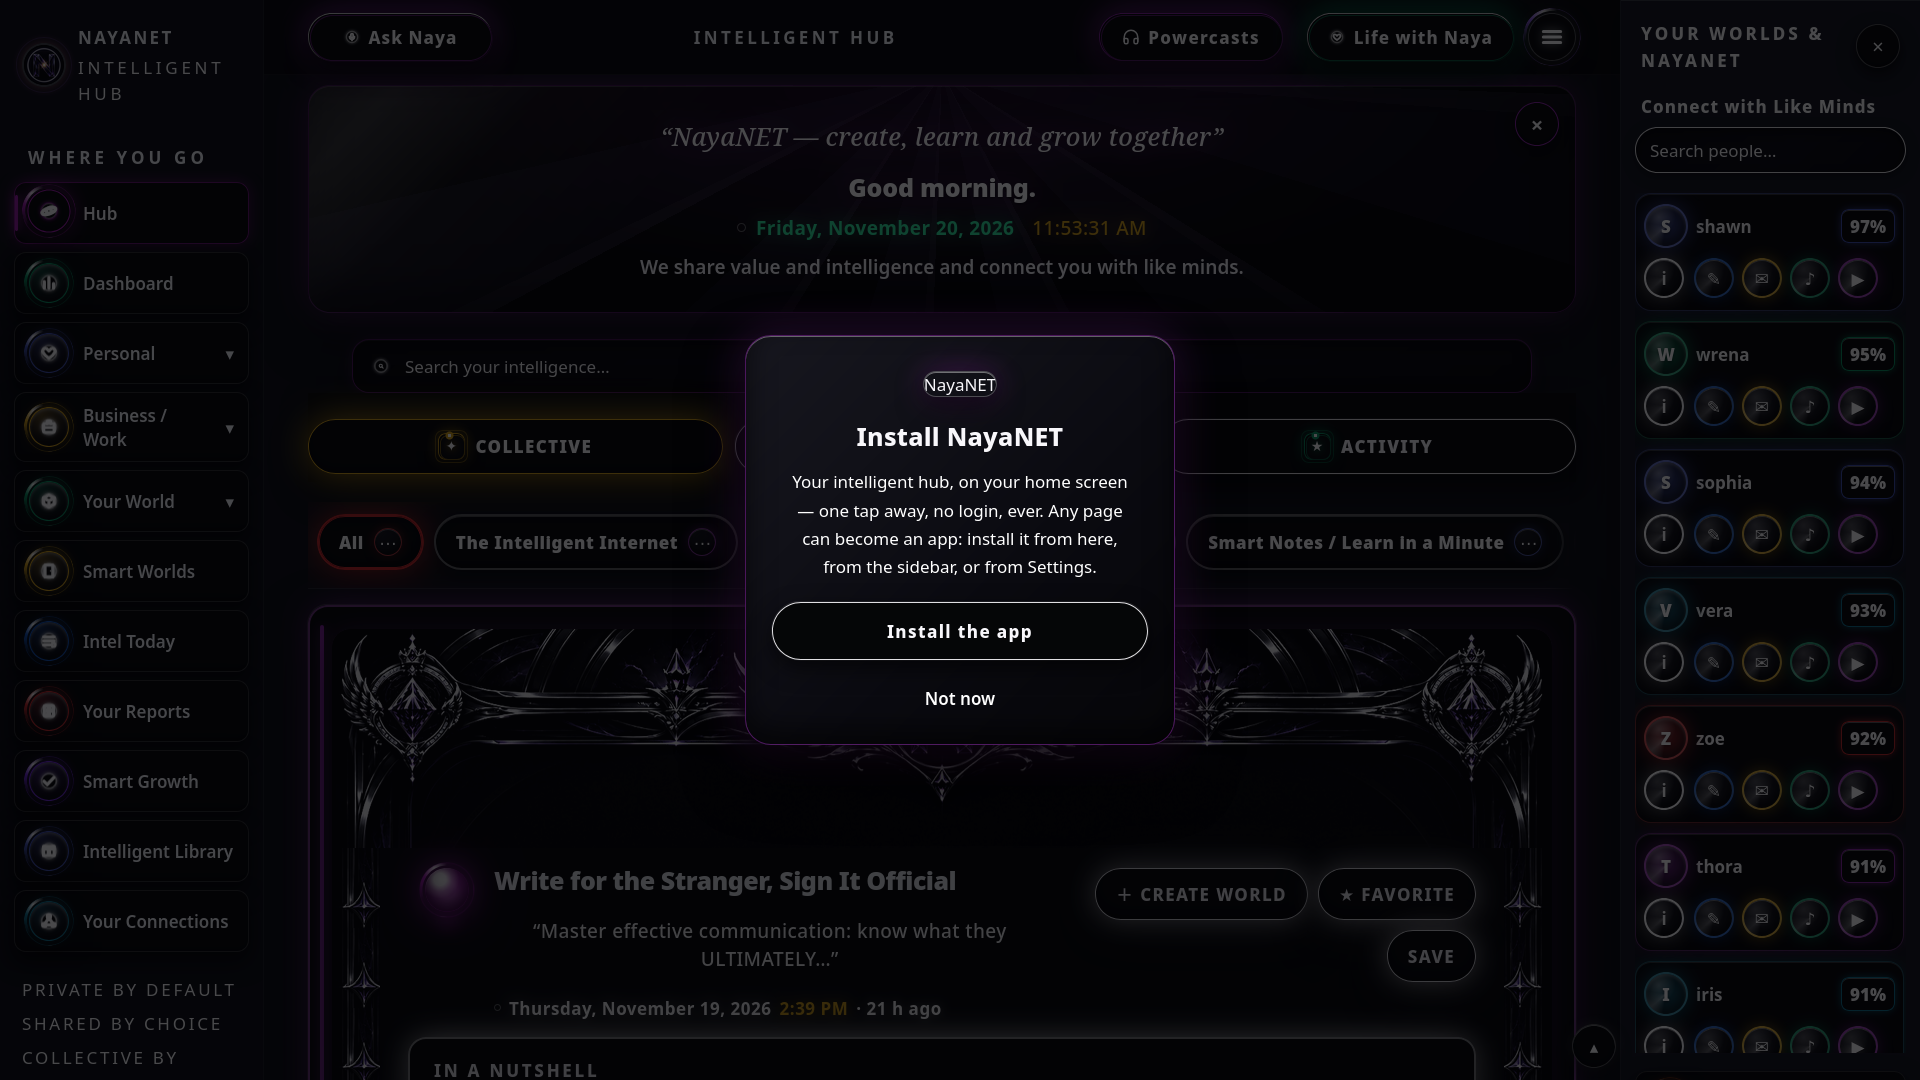 NAYANET
INTELLIGENT
HUB
WHERE YOU GO
Hub
Dashboard
Personal
Business /
Work
Your World
Smart Worlds
Intel Today
Your Reports
Smart Growth
Intelligent Library
Your Connections
PRIVATE BY DEFAULT
SHARED BY CHOICE
COLLECTIVE BY
Ask Naya
INTELLIGENT HUB
Powercasts
Life with Naya
“NayaNET — create, learn and grow together”
Good morning.
Friday, November 20, 2026 11:53:31 AM
We share value and intelligence and connect you with like minds.
Search your intelligence…
COLLECTIVE
ACTIVITY
All
The Intelligent Internet
Smart Notes / Learn in a Minute
NayaNET
Install NayaNET
Your intelligent hub, on your home screen
— one tap away, no login, ever. Any page
can become an app: install it from here,
from the sidebar, or from Settings.
Install the app
Not now
Write for the Stranger, Sign It Official
“Master effective communication: know what they
ULTIMATELY…”
Thursday, November 19, 2026 2:39 PM · 21 h ago
+ CREATE WORLD
★ FAVORITE
SAVE
IN A NUTSHELL
YOUR WORLDS &
NAYANET
Connect with Like Minds
Search people…
S shawn 97%
W wrena 95%
S sophia 94%
V vera 93%
Z zoe 92%
T thora 91%
I iris 91%